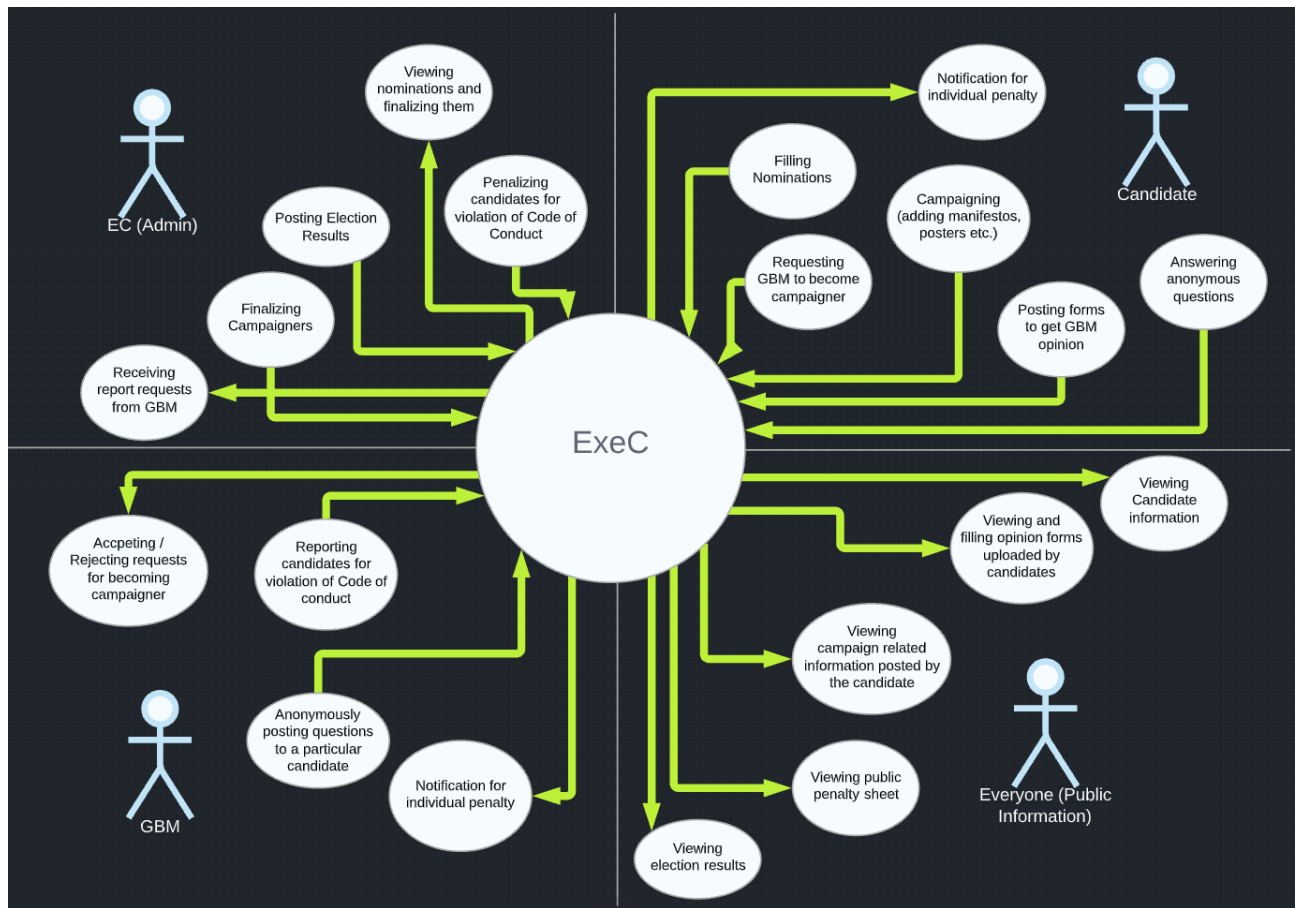 Viewing
nominations and
finalizing them
Penalizing
candidates for
violation of Code of
Conduct
Posting Election
Results
EC (Admin)
Finalizing
Campaigners
Receiving
report requests
from GBM
Notification for
individual penalty
Filling
Nominations
Campaigning
(adding manifestos,
posters etc.)
Candidate
Requesting
GBM to become
campaigner
Answering
anonymous
questions
Posting forms
to get GBM
opinion
ExeC
Accpeting /
Rejecting requests
for becoming
campaigner
Reporting
candidates for
violation of Code of
conduct
Anonymously
posting questions
to a particular
candidate
Notification for
individual penalty
GBM
Viewing
Candidate
information
Viewing and
filling opinion forms
uploaded by
candidates
Viewing
campaign related
information posted by
the candidate
Viewing public
penalty sheet
Everyone (Public
Information)
Viewing
election results